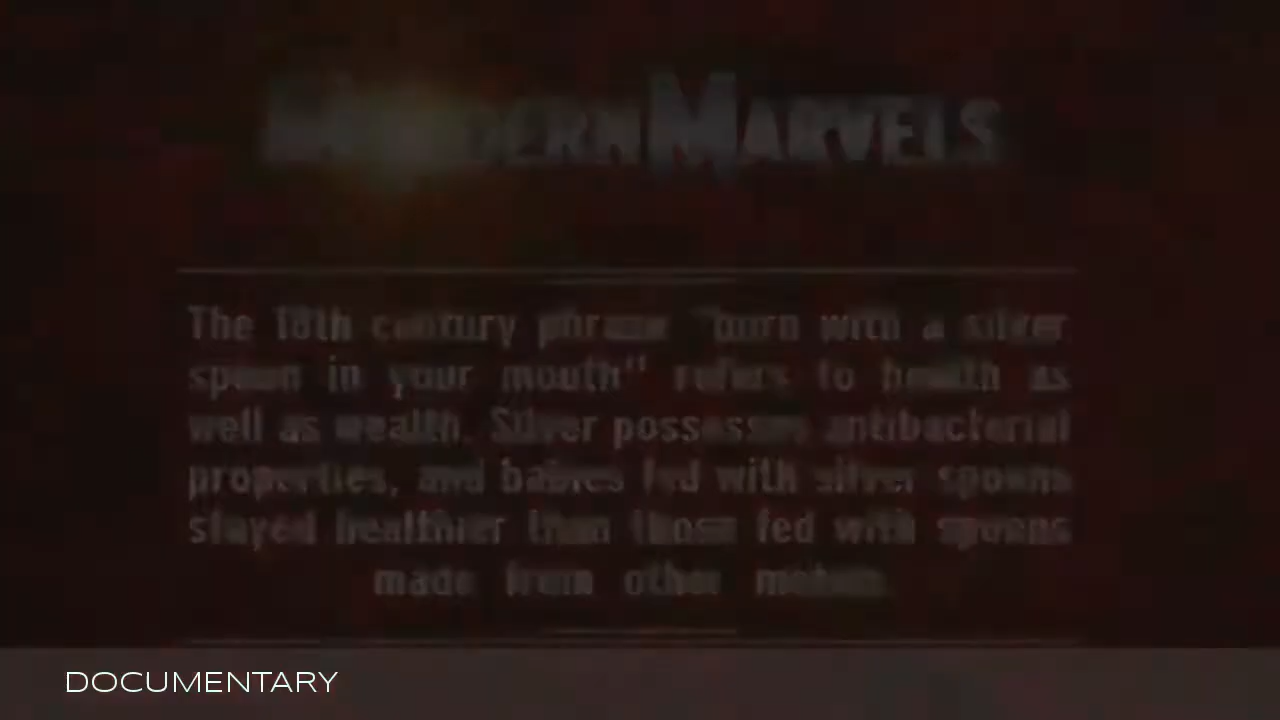 Modern Marvels
The 18th century phrase "born with a silver
spoon in your mouth" refers to health as
well as wealth. Silver possesses antibacterial
properties, and babies fed with silver spoons
stayed healthier than those fed with spoons
made from other metals.
DOCUMENTARY